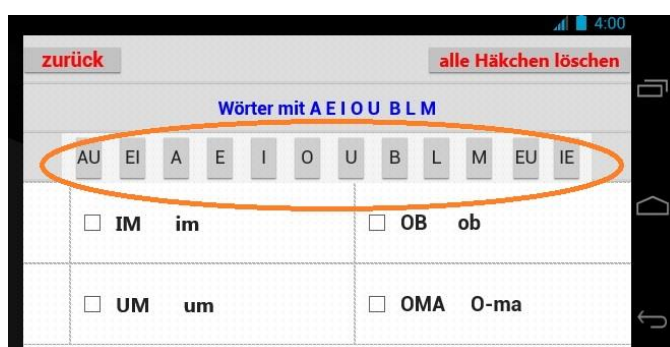 4:00
zurück alle Häkchen löschen
Wörter mit A E I O U B L M
AU EI A E I O U B L M EU IE
IM im OB ob
UM um OMA O-ma